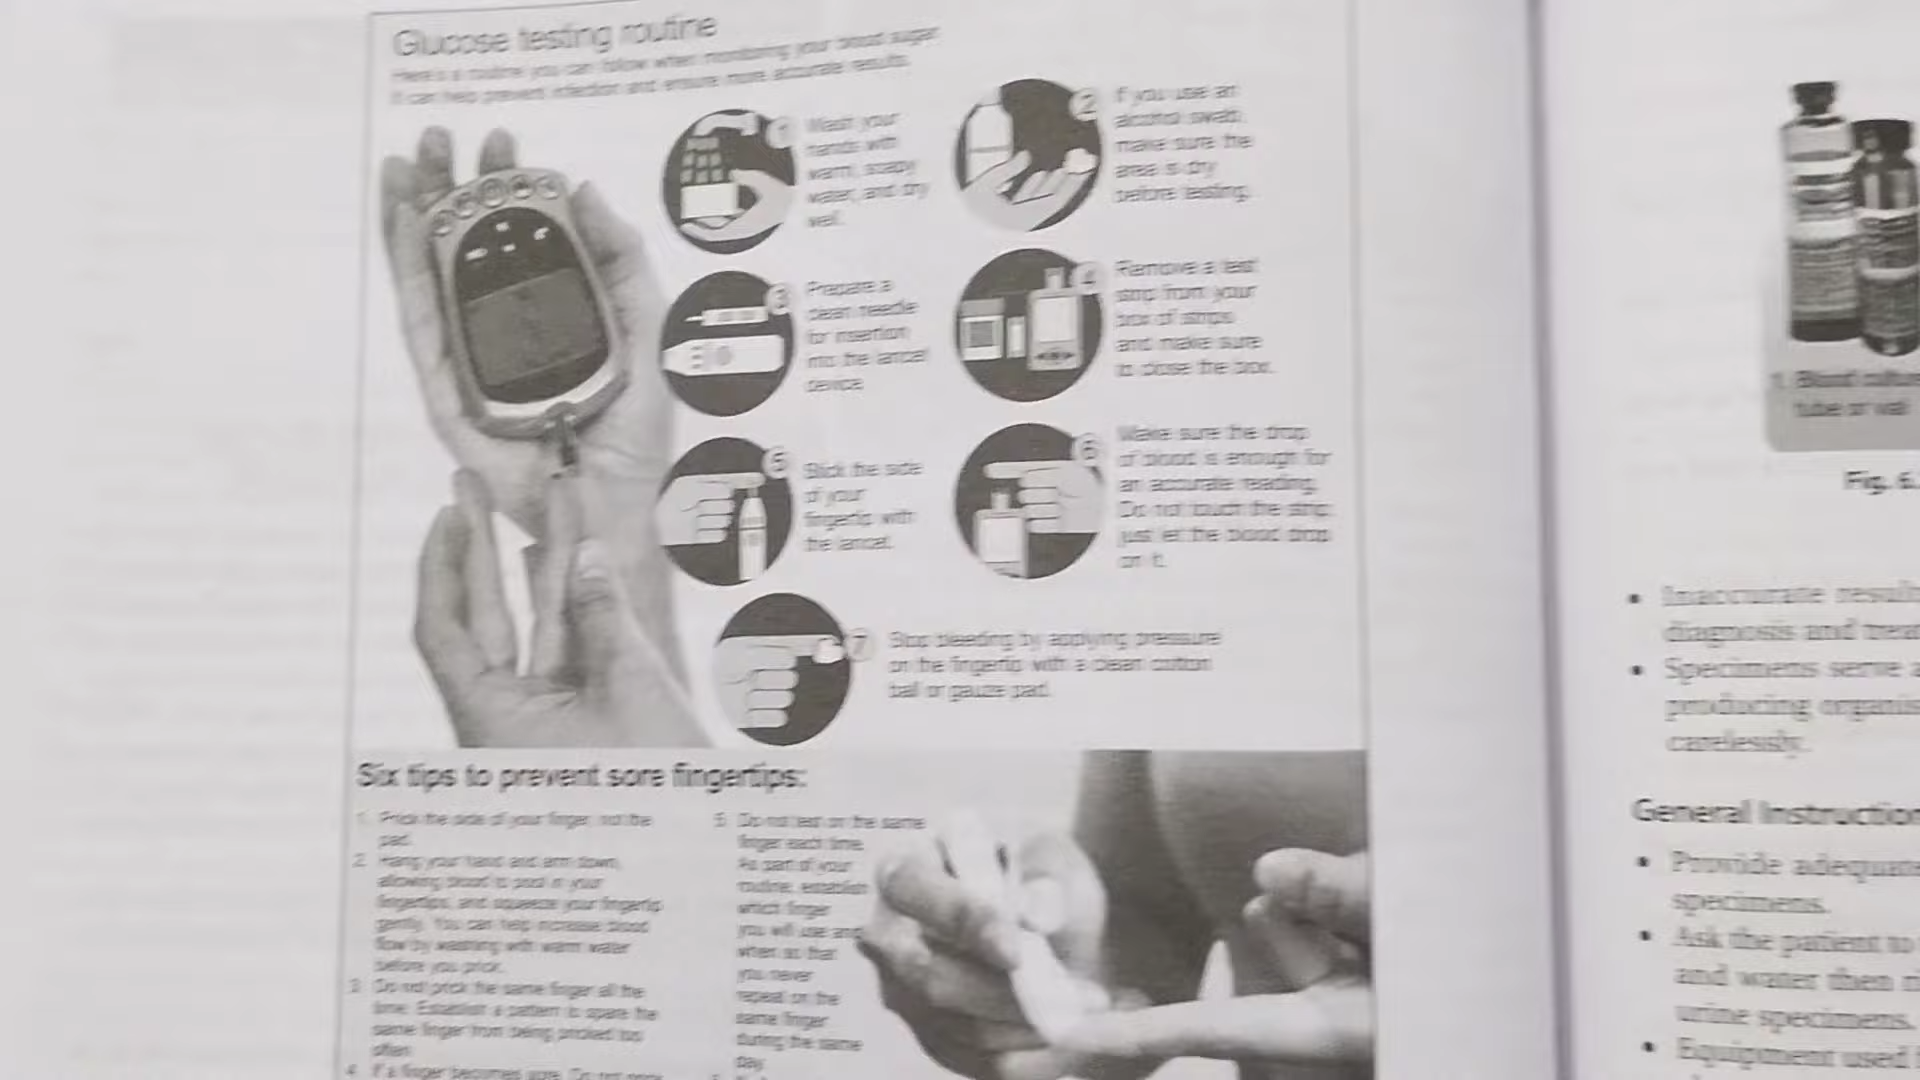 Glucose testing routine
Here's a routine you can follow when monitoring your blood sugar.
It can help prevent infection and ensure more accurate results.
1
Wash your
hands with
warm, soapy
water, and dry
well.
2
If you use an
alcohol swab,
make sure the
area is dry
before testing.
3
Prepare a
clean needle
for insertion
into the lancet
device.
4
Remove a test
strip from your
box of strips
and make sure
to close the box.
5
Stick the side
of your
fingertip with
the lancet.
6
Make sure the drop
of blood is enough for
an accurate reading.
Do not touch the strip,
just let the blood drop
on it.
7
Stop bleeding by applying pressure
on the fingertip with a clean cotton
ball or gauze pad.
Six tips to prevent sore fingertips:
1. Prick the side of your finger, not the
pad.
2. Hang your hand and arm down,
allowing blood to pool in your
fingertips, and squeeze your fingertip
gently. You can help increase blood
flow by washing with warm water
before you prick.
3. Do not prick the same finger all the
time. Establish a pattern to spare the
same finger from being pricked too
often.
4. If a finger becomes sore, Do not
5. Do not test on the same
finger each time.
As part of your
routine, establish
which finger
you will use and
when so that
you never
repeat on the
same finger
during the same
day.
1. Blood culture
tube or vial
Fig. 6.
• Inaccurate
diagnosis and
• Specimens serve
producing
carelessly.
General
• Provide
specimens.
• Ask the patient to
and water then
urine specimens.
• Equipment used